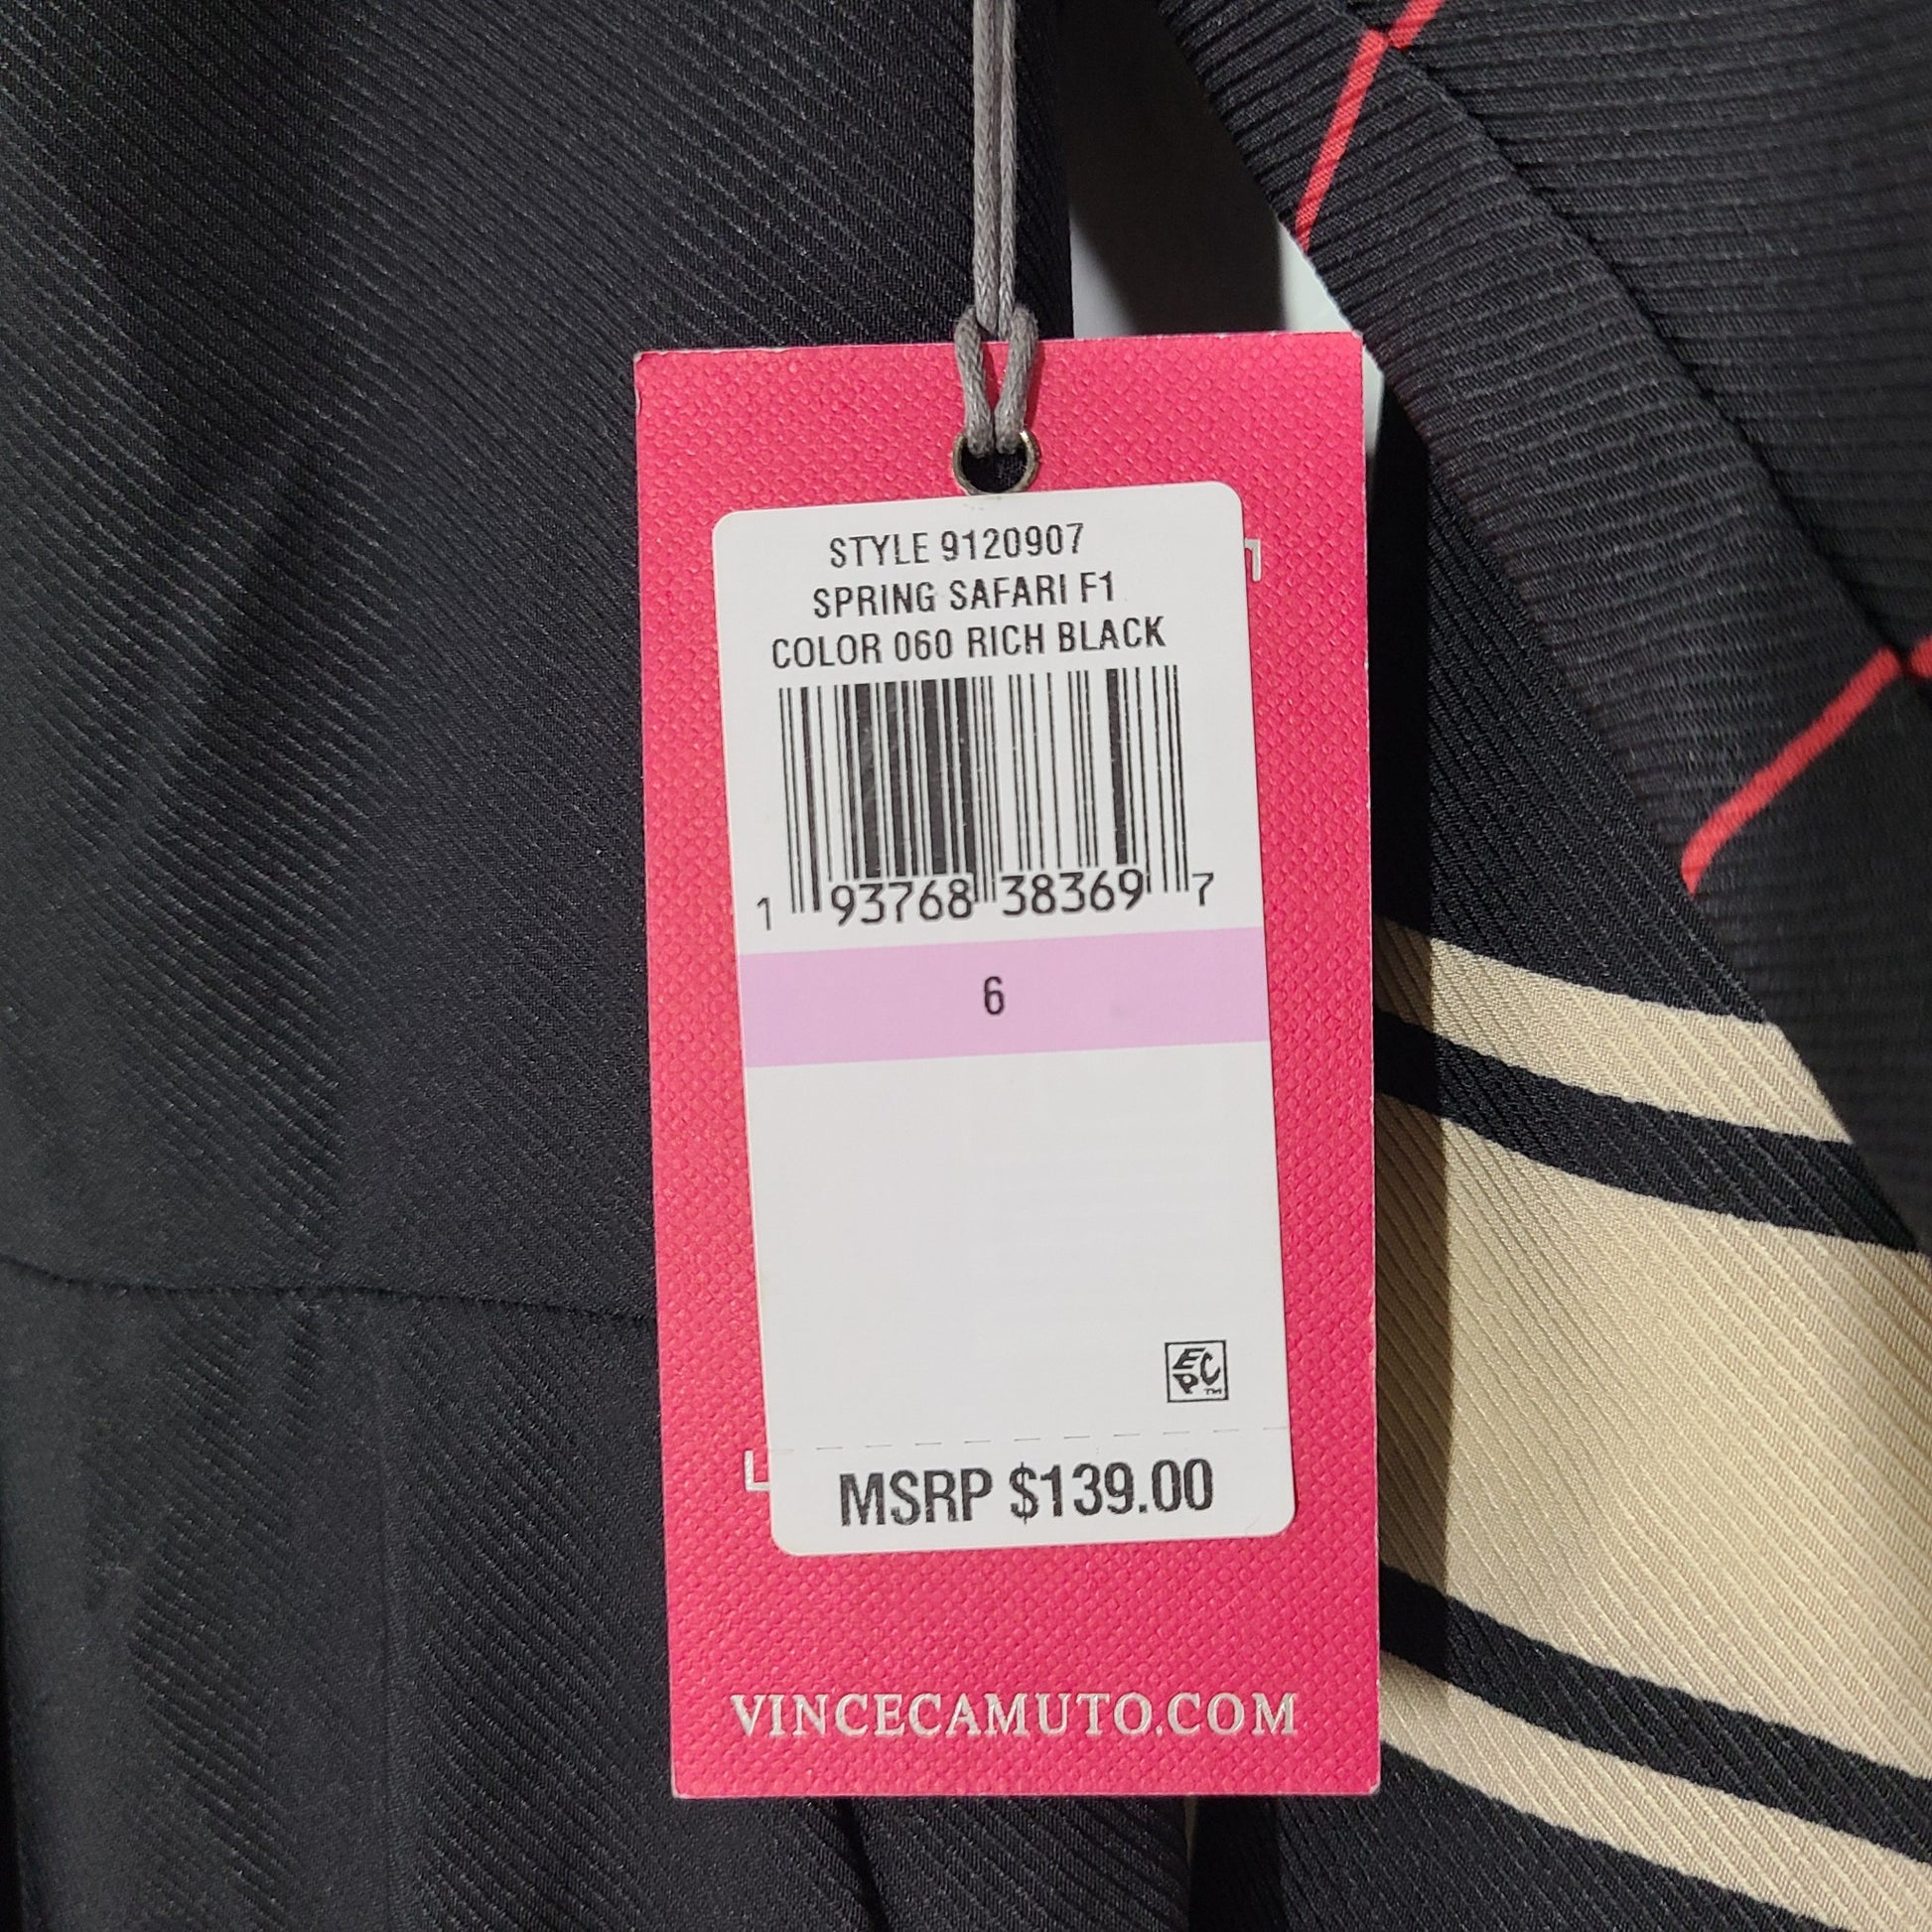 STYLE 9120907
SPRING SAFARI F1
COLOR 060 RICH BLACK
1 93768 38369 7
6
EPC™
MSRP $139.00
VINCECAMUTO.COM